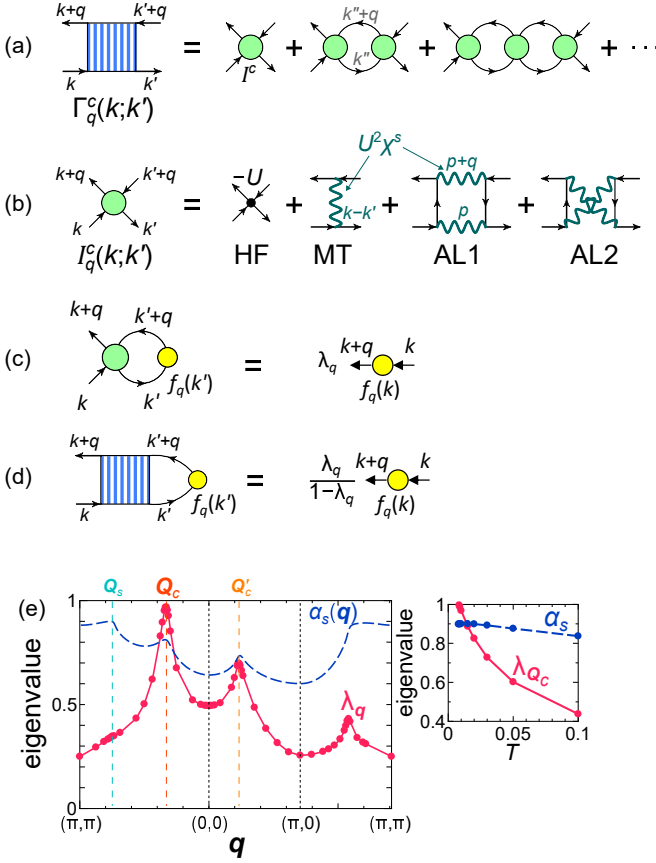 (a) k+q k'+q = k''+q + + + ···
k k' I^c k''
Γ^c_q(k;k')
U²χ^s
(b) k+q k'+q = −U + k−k' + p+q p +
k k'
I^c_q(k;k') HF MT AL1 AL2
(c) k+q k'+q = λ_q k+q k
k k' f_q(k') f_q(k)
(d) k+q k'+q = λ_q/1−λ_q k+q k
k k' f_q(k') f_q(k)
(e) Q_s Q_c Q'_c
1 α_s(q)
0.5
0
λ_q
eigenvalue
(π,π) (0,0) (π,0) (π,π)
q
1
0.8
0.6
0.4
α_s
λ_Q_c
eigenvalue
0 0.05 0.1
T